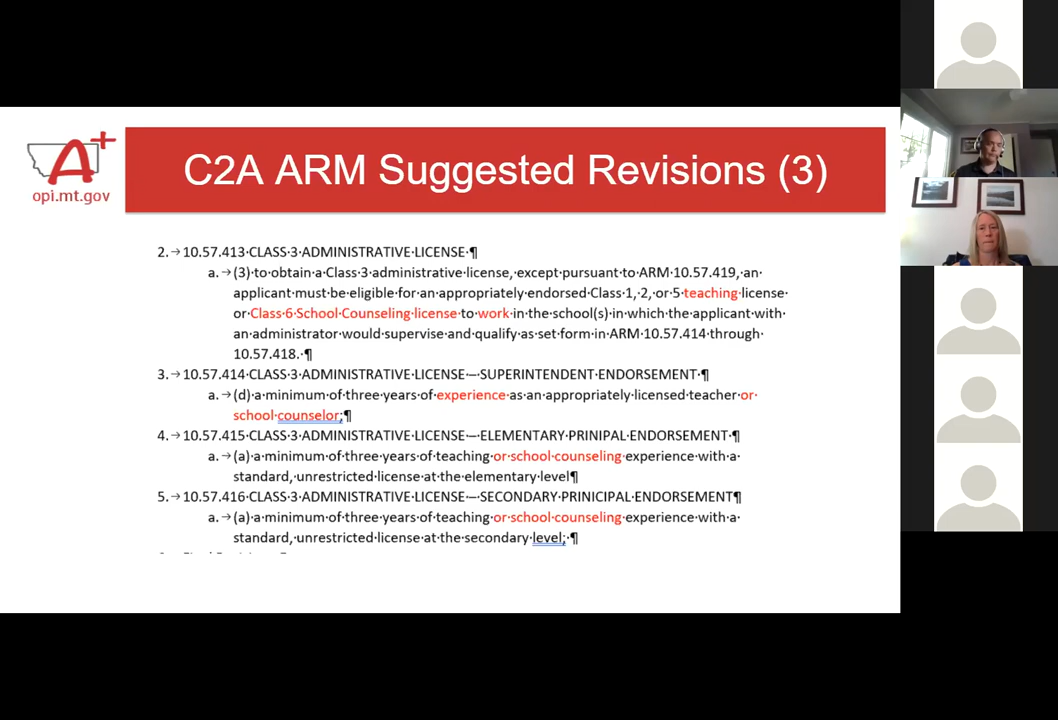 A+
opi.mt.gov
C2A ARM Suggested Revisions (3)
2.→10.57.413·CLASS·3·ADMINISTRATIVE·LICENSE·¶
a.→(3)·to·obtain·a·Class·3·administrative·license,·except·pursuant·to·ARM·10.57.419,·an·
applicant·must·be·eligible·for·an·appropriately·endorsed·Class·1,·2,·or·5·teaching·license·
or·Class·6·School·Counseling·license·to·work·in·the·school(s)·in·which·the·applicant·with·
an·administrator·would·supervise·and·qualify·as·set·form·in·ARM·10.57.414·through·
10.57.418.·¶
3.→10.57.414·CLASS·3·ADMINISTRATIVE·LICENSE·—·SUPERINTENDENT·ENDORSEMENT·¶
a.→(d)·a·minimum·of·three·years·of·experience·as·an·appropriately·licensed·teacher·or·
school·counselor;¶
4.→10.57.415·CLASS·3·ADMINISTRATIVE·LICENSE·—·ELEMENTARY·PRINIPAL·ENDORSEMENT·¶
a.→(a)·a·minimum·of·three·years·of·teaching·or·school·counseling·experience·with·a·
standard,·unrestricted·license·at·the·elementary·level¶
5.→10.57.416·CLASS·3·ADMINISTRATIVE·LICENSE·—·SECONDARY·PRINICIPAL·ENDORSEMENT¶
a.→(a)·a·minimum·of·three·years·of·teaching·or·school·counseling·experience·with·a·
standard,·unrestricted·license·at·the·secondary·level;·¶